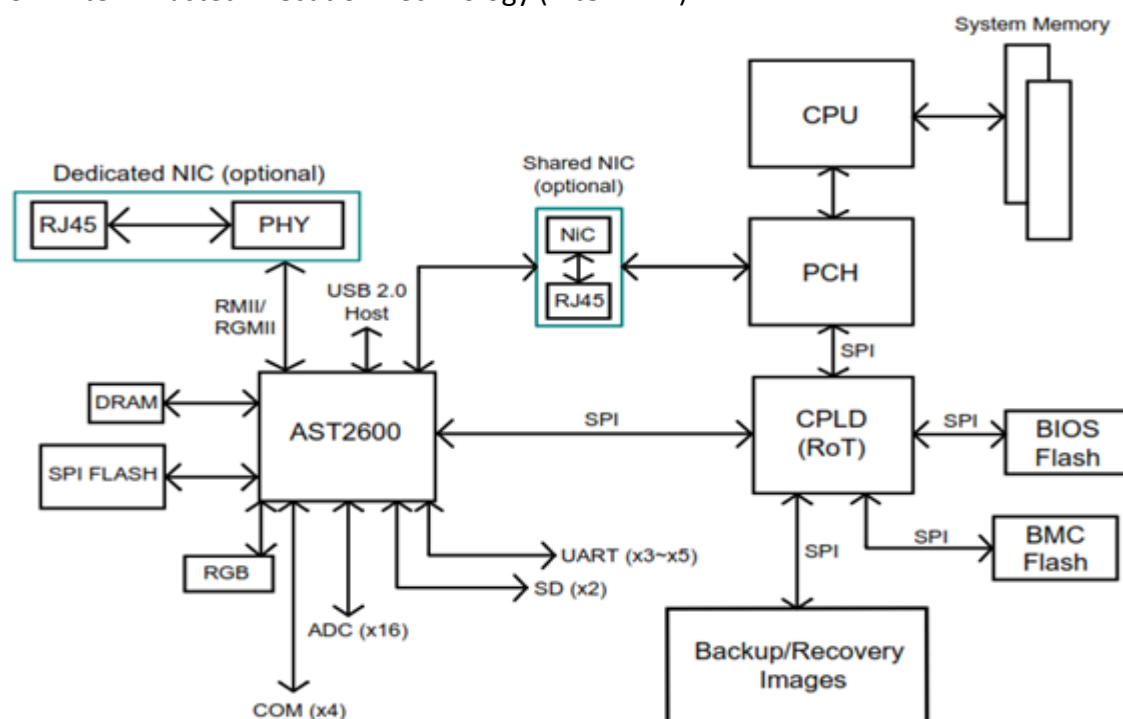 System Memory
CPU
Dedicated NIC (optional)
RJ45
PHY
Shared NIC
(optional)
NiC
RJ45
PCH
RMII/
RGMII
USB 2.0
Host
SPI
DRAM
SPI FLASH
AST2600
SPI
CPLD
(RoT)
SPI
BIOS
Flash
RGB
UART (x3~x5)
SD (x2)
ADC (x16)
COM (x4)
SPI
SPI
BMC
Flash
Backup/Recovery
Images